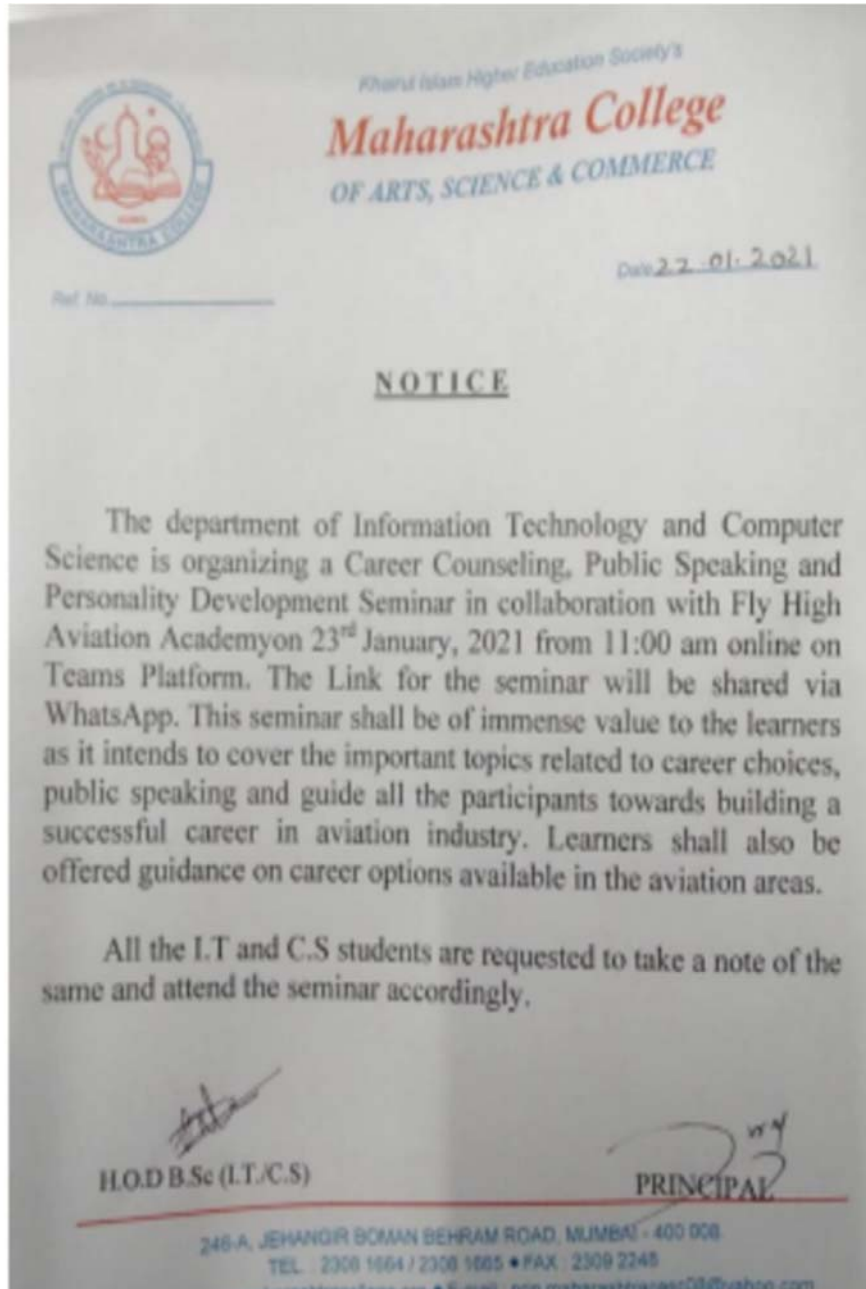 Khairul Islam Higher Education Society's
Maharashtra College
OF ARTS, SCIENCE & COMMERCE
MAHARASHTRA COLLEGE
Date 22.01.2021
Ref. No.
NOTICE
The department of Information Technology and Computer
Science is organizing a Career Counseling, Public Speaking and
Personality Development Seminar in collaboration with Fly High
Aviation Academyon 23rd January, 2021 from 11:00 am online on
Teams Platform. The Link for the seminar will be shared via
WhatsApp. This seminar shall be of immense value to the learners
as it intends to cover the important topics related to career choices,
public speaking and guide all the participants towards building a
successful career in aviation industry. Learners shall also be
offered guidance on career options available in the aviation areas.
All the I.T and C.S students are requested to take a note of the
same and attend the seminar accordingly.
H.O.D B.Sc (I.T./C.S)
PRINCIPAL
246-A, JEHANGIR BOMAN BEHRAM ROAD, MUMBAI - 400 008.
TEL : 2308 1664 / 2308 1665 • FAX : 2309 2248